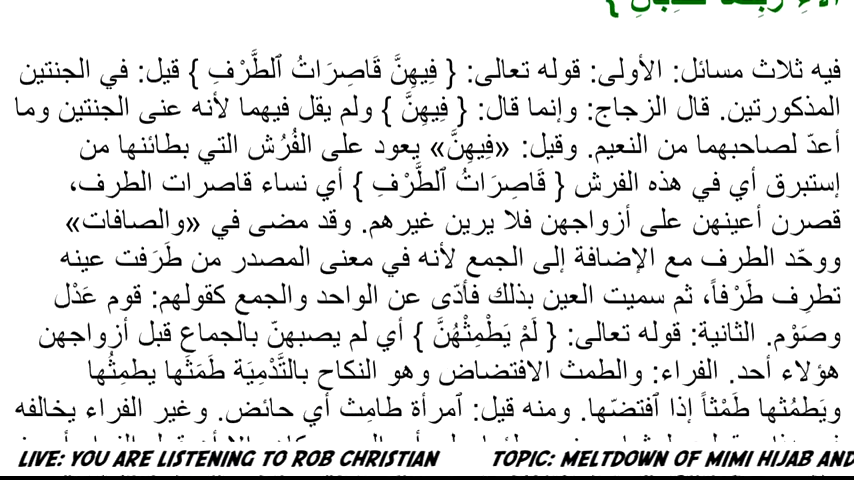 فيه ثلاث مسائل: الأولى: قوله تعالى: { فِيهِنَّ قَاصِرَاتُ ٱلطَّرْفِ } قيل: في الجنتين
المذكورتين. قال الزجاج: وإنما قال: { فِيهِنَّ } ولم يقل فيهما لأنه عنى الجنتين وما
أعدّ لصاحبهما من النعيم. وقيل: «فِيهِنَّ» يعود على الفُرُش التي بطائنها من
إستبرق أي في هذه الفرش { قَاصِرَاتُ ٱلطَّرْفِ } أي نساء قاصرات الطرف،
قصرن أعينهن على أزواجهن فلا يرين غيرهم. وقد مضى في «والصافات»
ووحّد الطرف مع الإضافة إلى الجمع لأنه في معنى المصدر من طَرَفت عينه
تطرِف طَرْفاً، ثم سميت العين بذلك فأدّى عن الواحد والجمع كقولهم: قوم عَدْل
وصَوْم. الثانية: قوله تعالى: { لَمْ يَطْمِثْهُنَّ } أي لم يصبهنّ بالجماع قبل أزواجهن
هؤلاء أحد. الفراء: والطمث الافتضاض وهو النكاح بالتَّدْمِيَة طَمَثَها يطمِثُها
ويَطمُثها طَمْثاً إذا ٱفتضّها. ومنه قيل: ٱمرأة طامِث أي حائض. وغير الفراء يخالفه
LIVE: YOU ARE LISTENING TO ROB CHRISTIAN TOPIC: MELTDOWN OF MIMI HIJAB AND